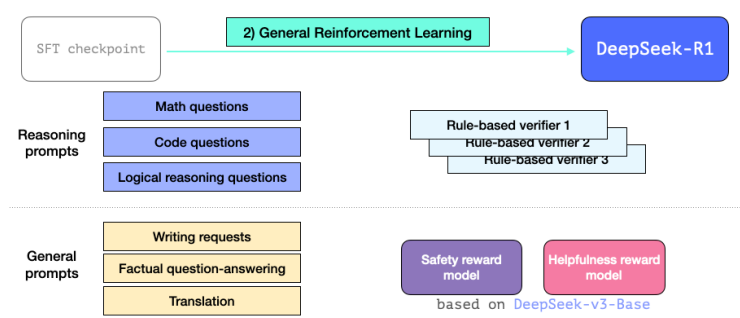 2) General Reinforcement Learning
SFT checkpoint
DeepSeek-R1
Math questions
Reasoning
prompts
Code questions
Logical reasoning questions
Rule-based verifier 1
Rule-based verifier 2
Rule-based verifier 3
Writing requests
General
prompts
Factual question-answering
Translation
Safety reward
model
Helpfulness reward
model
based on DeepSeek-v3-Base